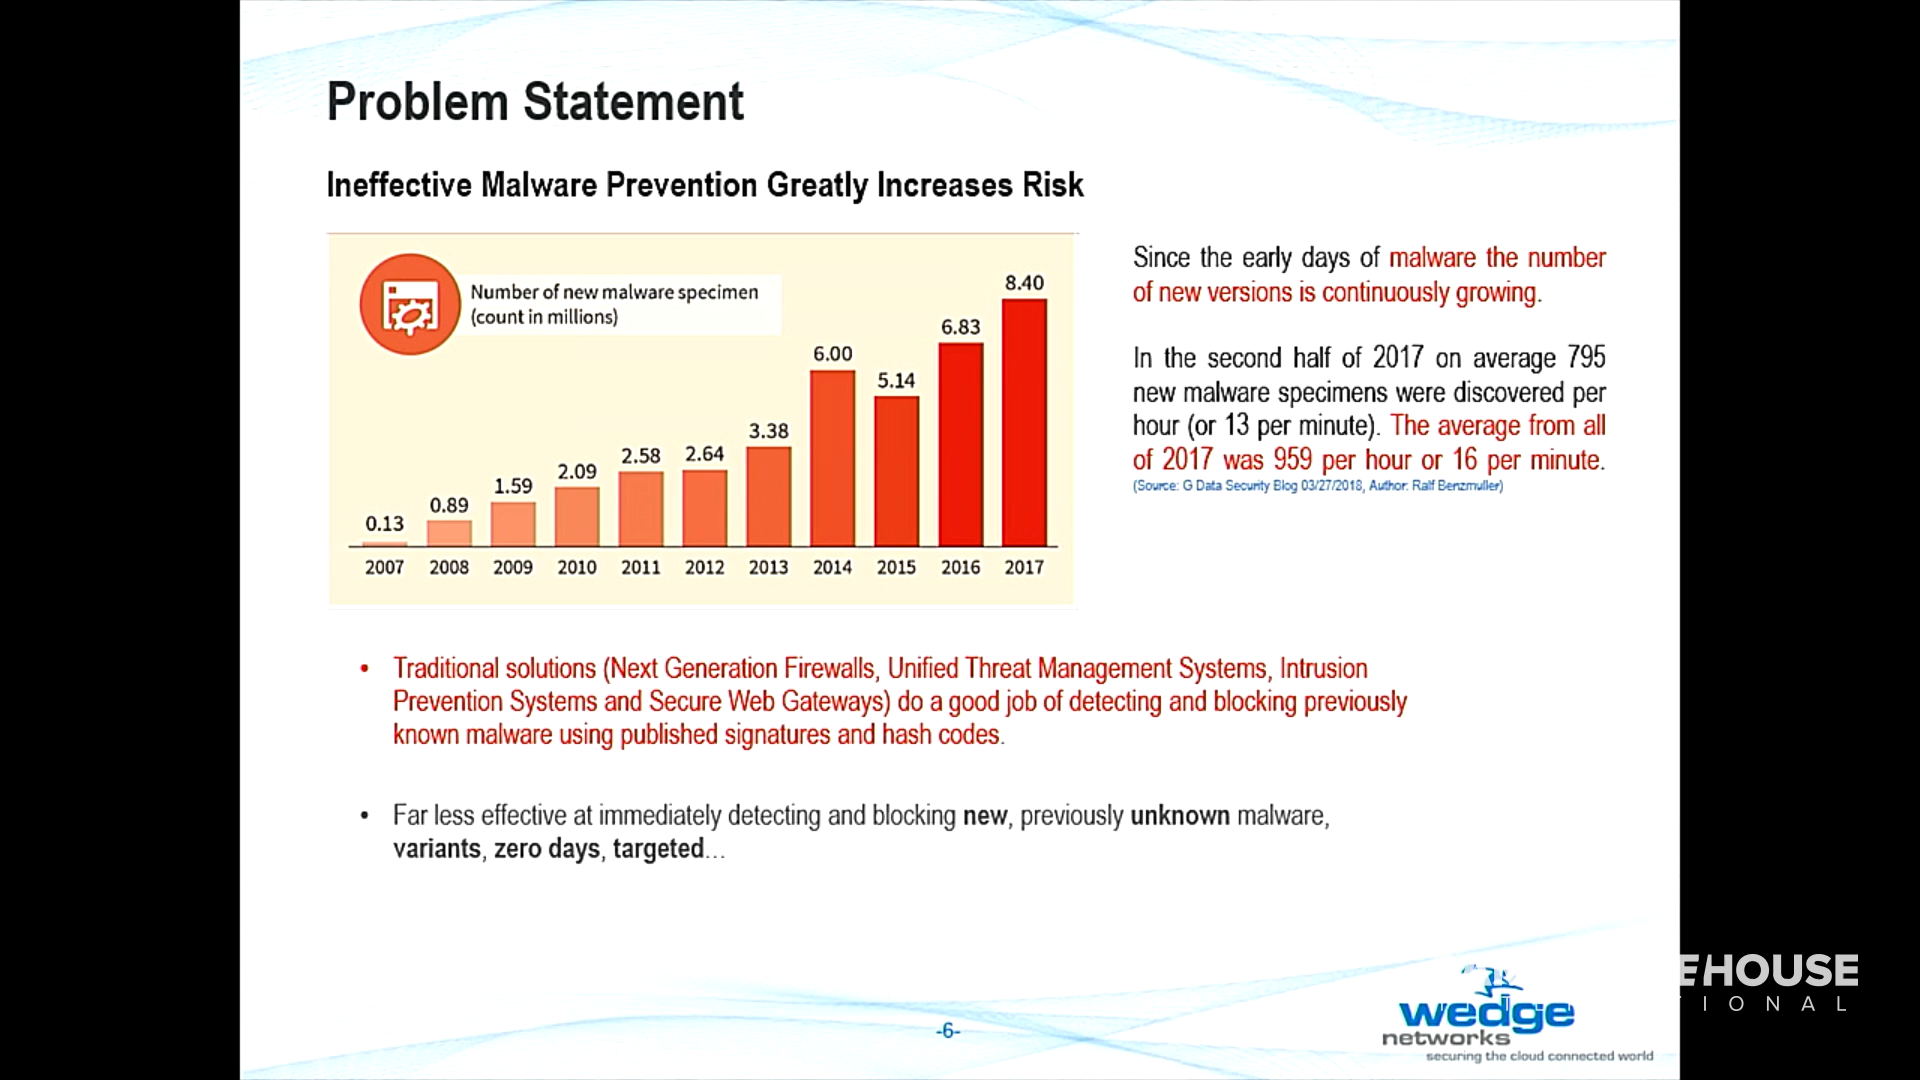 Problem Statement
Ineffective Malware Prevention Greatly Increases Risk
Number of new malware specimen
(count in millions)
0.13
0.89
1.59
2.09
2.58
2.64
3.38
6.00
5.14
6.83
8.40
2007 2008 2009 2010 2011 2012 2013 2014 2015 2016 2017
Since the early days of malware the number
of new versions is continuously growing.
In the second half of 2017 on average 795
new malware specimens were discovered per
hour (or 13 per minute). The average from all
of 2017 was 959 per hour or 16 per minute.
(Source: G Data Security Blog 03/27/2018, Author: Ralf Benzmuller)
• Traditional solutions (Next Generation Firewalls, Unified Threat Management Systems, Intrusion
Prevention Systems and Secure Web Gateways) do a good job of detecting and blocking previously
known malware using published signatures and hash codes.
• Far less effective at immediately detecting and blocking new, previously unknown malware,
variants, zero days, targeted...
-6-
wedge
networks
securing the cloud connected world
EHOUSE
IONAL